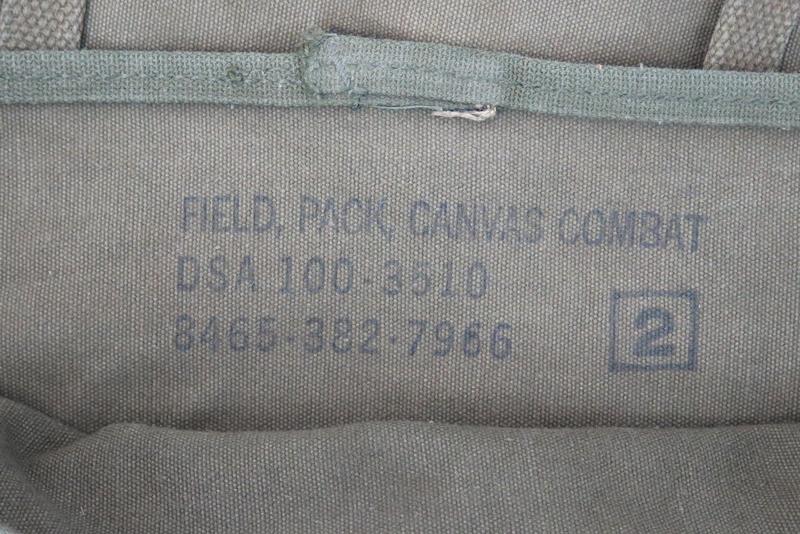 FIELD, PACK, CANVAS COMBAT
DSA 100-3510
8465-382-7966
2